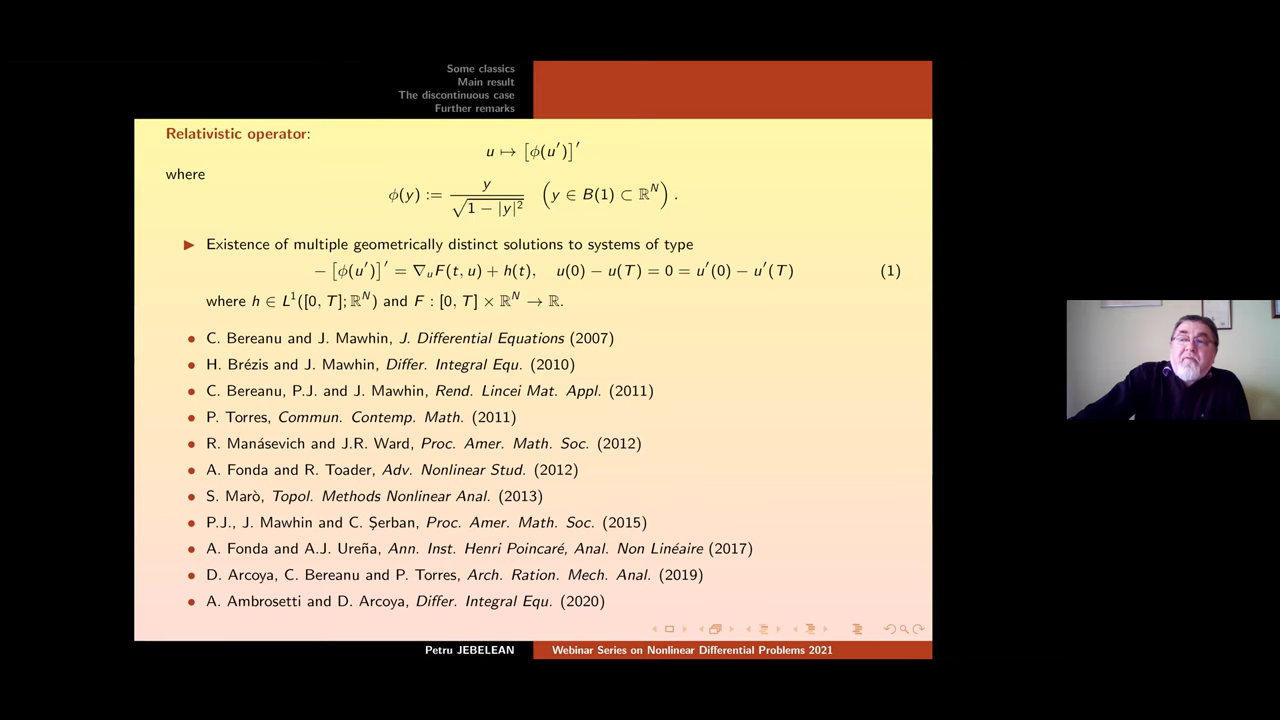 Some classics
Main result
The discontinuous case
Further remarks
Relativistic operator:
u ↦ [ϕ(u′)]′
where
ϕ(y) := y / √(1 − |y|²) (y ∈ B(1) ⊂ ℝᴺ).
▶ Existence of multiple geometrically distinct solutions to systems of type
− [ϕ(u′)]′ = ∇ᵤF(t, u) + h(t), u(0) − u(T) = 0 = u′(0) − u′(T) (1)
where h ∈ L¹([0, T]; ℝᴺ) and F : [0, T] × ℝᴺ → ℝ.
• C. Bereanu and J. Mawhin, J. Differential Equations (2007)
• H. Brézis and J. Mawhin, Differ. Integral Equ. (2010)
• C. Bereanu, P.J. and J. Mawhin, Rend. Lincei Mat. Appl. (2011)
• P. Torres, Commun. Contemp. Math. (2011)
• R. Manásevich and J.R. Ward, Proc. Amer. Math. Soc. (2012)
• A. Fonda and R. Toader, Adv. Nonlinear Stud. (2012)
• S. Marò, Topol. Methods Nonlinear Anal. (2013)
• P.J., J. Mawhin and C. Şerban, Proc. Amer. Math. Soc. (2015)
• A. Fonda and A.J. Ureña, Ann. Inst. Henri Poincaré, Anal. Non Linéaire (2017)
• D. Arcoya, C. Bereanu and P. Torres, Arch. Ration. Mech. Anal. (2019)
• A. Ambrosetti and D. Arcoya, Differ. Integral Equ. (2020)
Petru JEBELEAN
Webinar Series on Nonlinear Differential Problems 2021